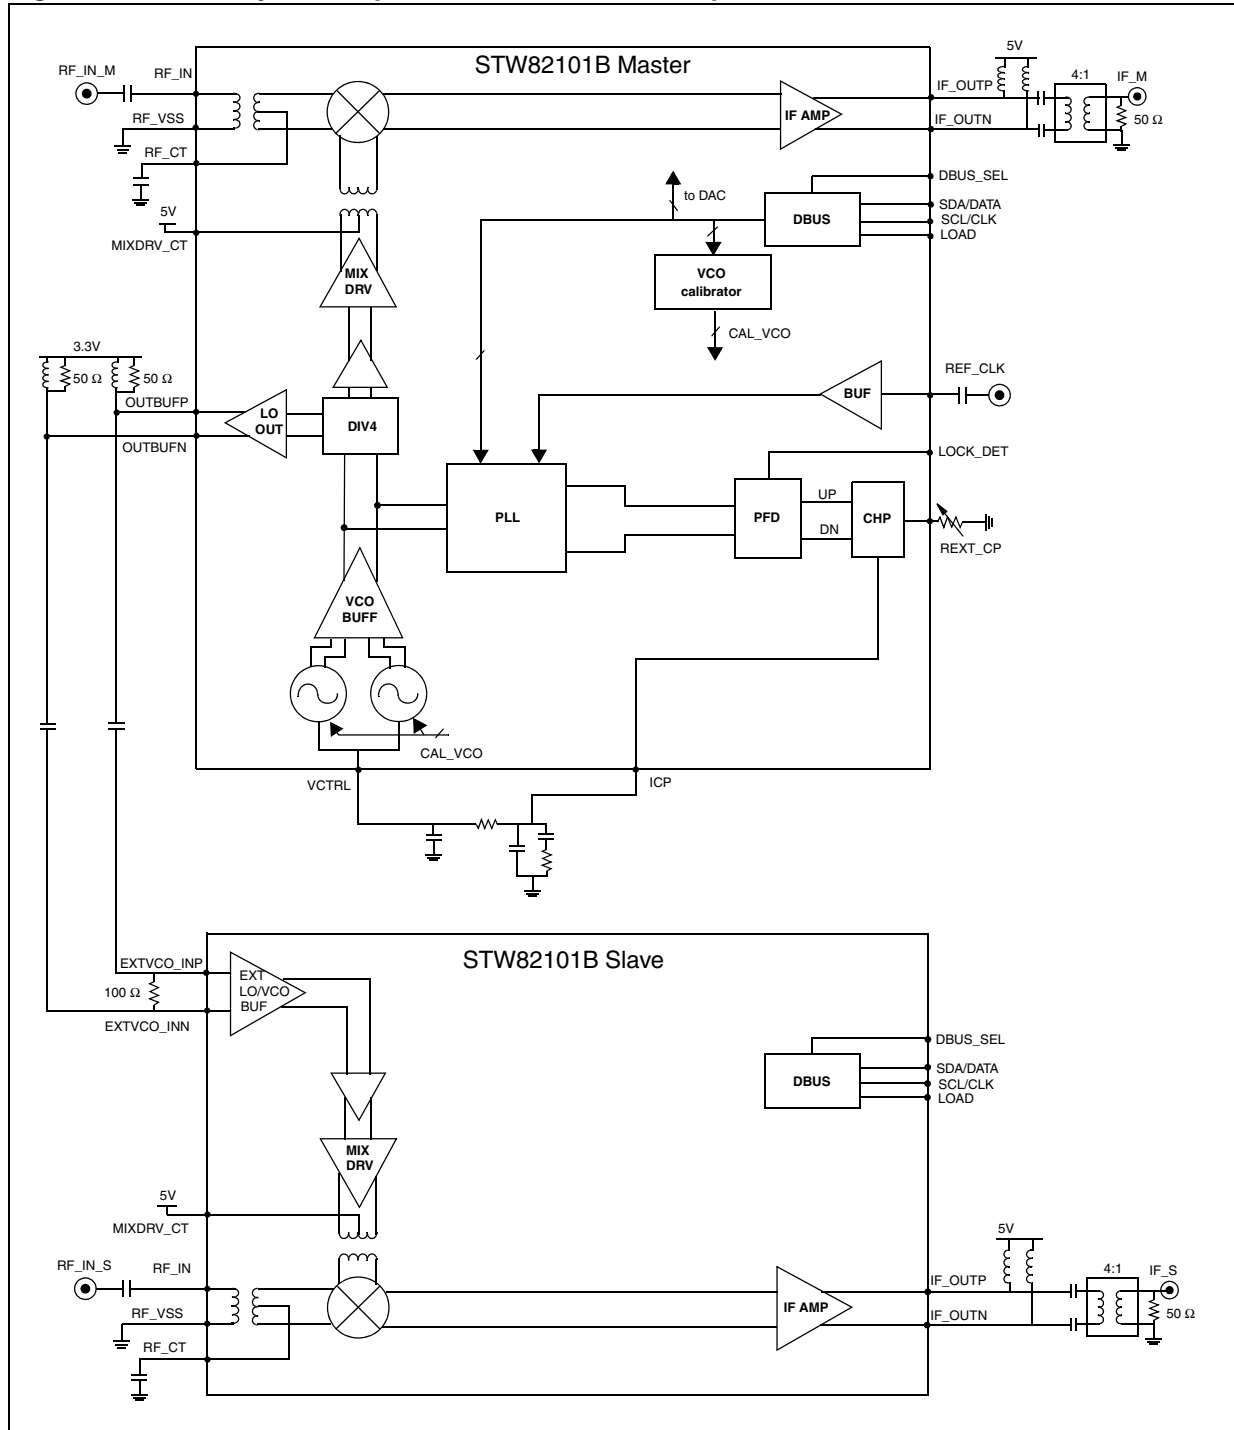 STW82101B Master
RF_IN_M
RF_IN
RF_VSS
RF_CT
5V
MIXDRV_CT
MIX
DRV
IF AMP
IF_OUTP
IF_OUTN
5V
4:1
IF_M
50 Ω
to DAC
DBUS
DBUS_SEL
SDA/DATA
SCL/CLK
LOAD
VCO
calibrator
CAL_VCO
3.3V
50 Ω
50 Ω
OUTBUFP
OUTBUFN
LO
OUT
DIV4
BUF
REF_CLK
LOCK_DET
PLL
PFD
UP
DN
CHP
REXT_CP
VCO
BUFF
CAL_VCO
VCTRL
ICP
STW82101B Slave
EXTVCO_INP
100 Ω
EXTVCO_INN
EXT
LO/VCO
BUF
DBUS
DBUS_SEL
SDA/DATA
SCL/CLK
LOAD
MIX
DRV
5V
MIXDRV_CT
RF_IN_S
RF_IN
RF_VSS
RF_CT
IF AMP
IF_OUTP
IF_OUTN
5V
4:1
IF_S
50 Ω